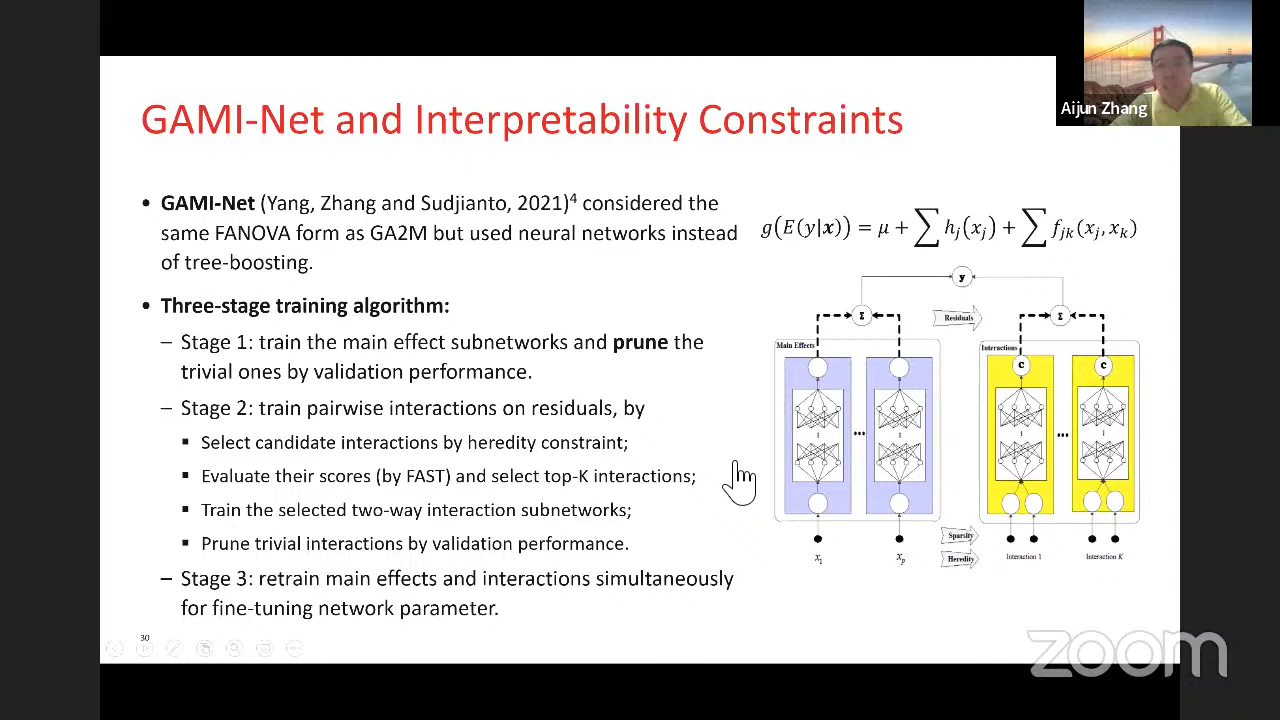 Aijun Zhang
GAMI-Net and Interpretability Constraints
• GAMI-Net (Yang, Zhang and Sudjianto, 2021)⁴ considered the
same FANOVA form as GA2M but used neural networks instead
of tree-boosting.
• Three-stage training algorithm:
– Stage 1: train the main effect subnetworks and prune the
trivial ones by validation performance.
– Stage 2: train pairwise interactions on residuals, by
▪ Select candidate interactions by heredity constraint;
▪ Evaluate their scores (by FAST) and select top-K interactions;
▪ Train the selected two-way interaction subnetworks;
▪ Prune trivial interactions by validation performance.
– Stage 3: retrain main effects and interactions simultaneously
for fine-tuning network parameter.
30
g(E(y|x)) = μ + ∑ hⱼ(xⱼ) + ∑ fⱼₖ(xⱼ, xₖ)
y
Σ Residuals Σ
Main Effects Interactions
C C
... ...
Sparsity
Heredity
x₁ xₚ Interaction 1 Interaction K
zoom